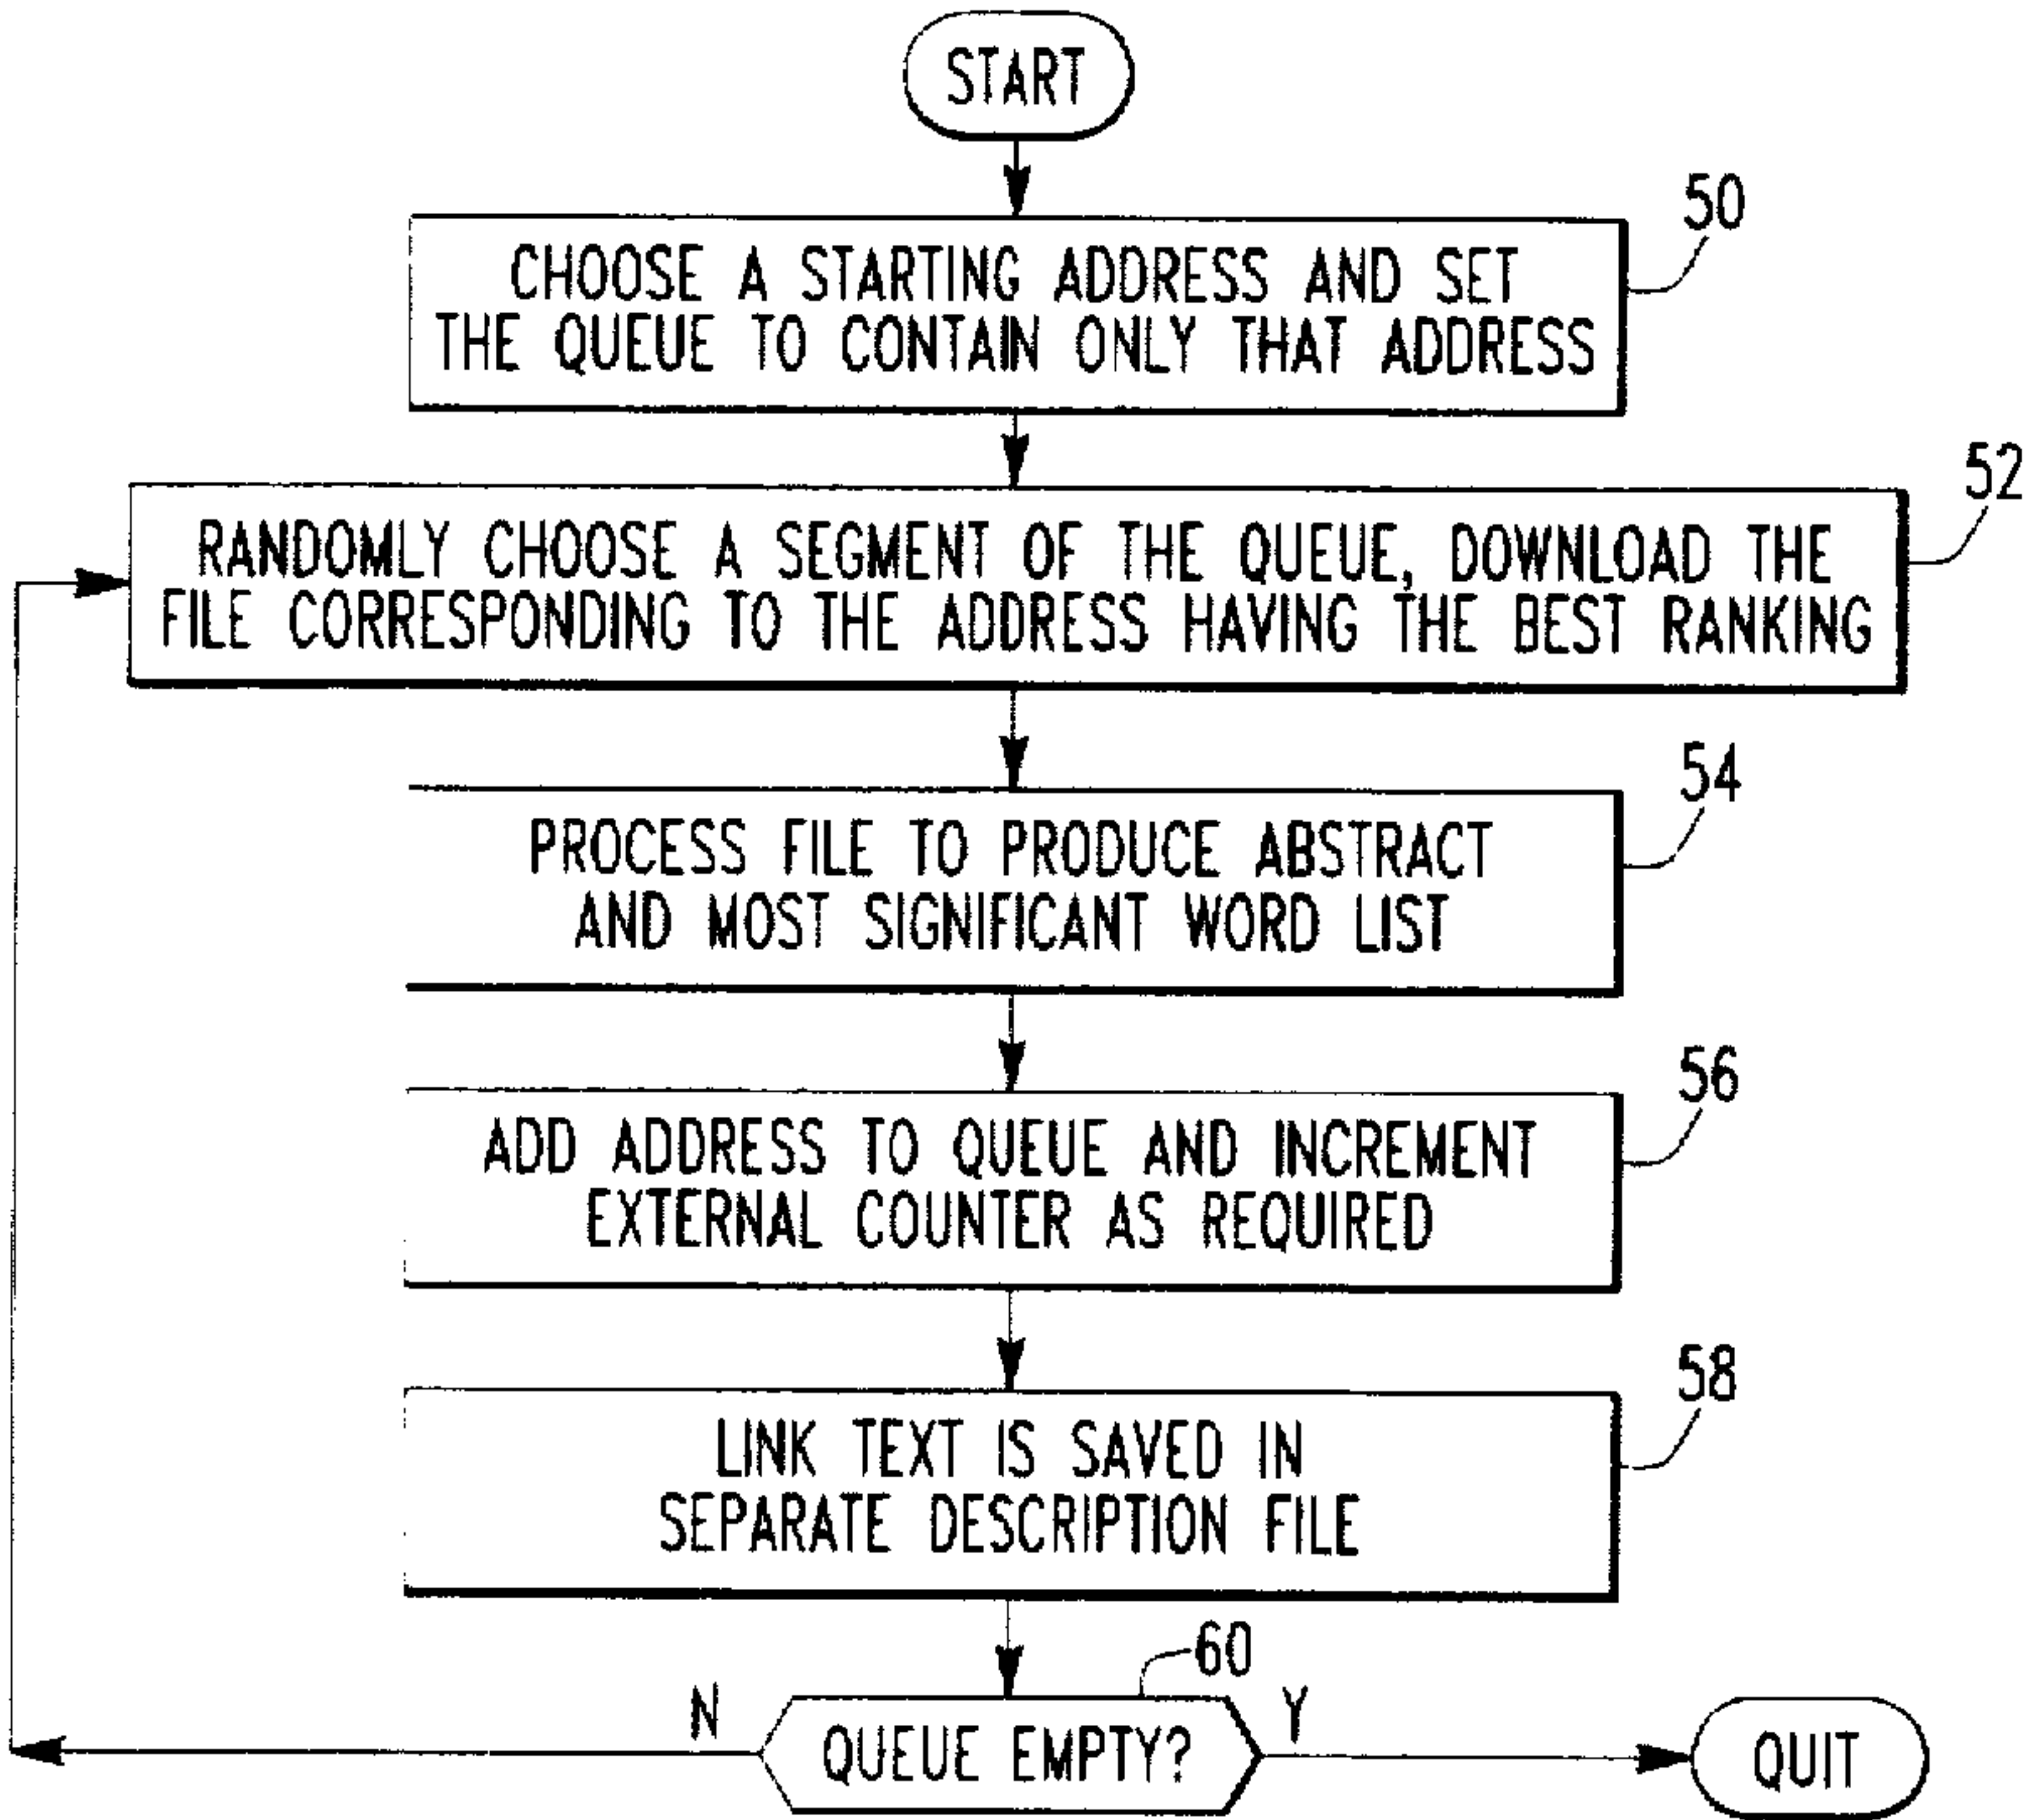 START
50
CHOOSE A STARTING ADDRESS AND SET
THE QUEUE TO CONTAIN ONLY THAT ADDRESS
52
RANDOMLY CHOOSE A SEGMENT OF THE QUEUE, DOWNLOAD THE
FILE CORRESPONDING TO THE ADDRESS HAVING THE BEST RANKING
54
PROCESS FILE TO PRODUCE ABSTRACT
AND MOST SIGNIFICANT WORD LIST
56
ADD ADDRESS TO QUEUE AND INCREMENT
EXTERNAL COUNTER AS REQUIRED
58
LINK TEXT IS SAVED IN
SEPARATE DESCRIPTION FILE
60
N
QUEUE EMPTY?
Y
QUIT